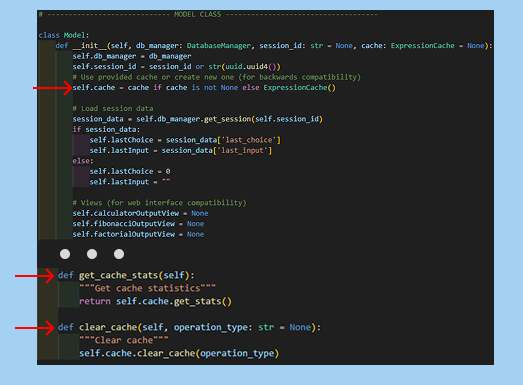 # ---------------------------- MODEL CLASS -----------------------------------
class Model:
    def __init__(self, db_manager: DatabaseManager, session_id: str = None, cache: ExpressionCache = None):
        self.db_manager = db_manager
        self.session_id = session_id or str(uuid.uuid4())
        # Use provided cache or create new one (for backwards compatibility)
        self.cache = cache if cache is not None else ExpressionCache()
        # Load session data
        session_data = self.db_manager.get_session(self.session_id)
        if session_data:
            self.lastChoice = session_data['last_choice']
            self.lastInput = session_data['last_input']
        else:
            self.lastChoice = 0
            self.lastInput = ""
        # Views (for web interface compatibility)
        self.calculatorOutputView = None
        self.fibonacciOutputView = None
        self.factorialOutputView = None
    def get_cache_stats(self):
        """Get cache statistics"""
        return self.cache.get_stats()
    def clear_cache(self, operation_type: str = None):
        """Clear cache"""
        self.cache.clear_cache(operation_type)